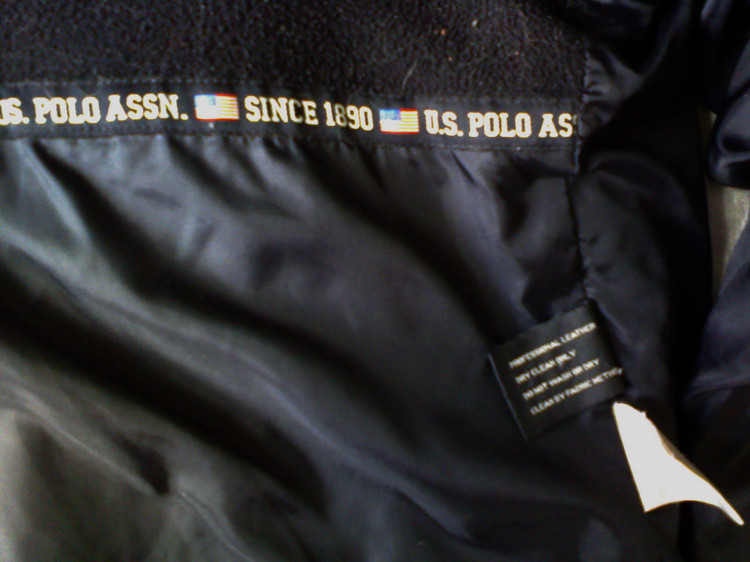 US. POLO ASSN. SINCE 1890 U.S. POLO AS
PROFESSIONAL LEATHER
DRY CLEAN ONLY
DO NOT WASH OR DRY
CLEAN BY FABRIC METHOD